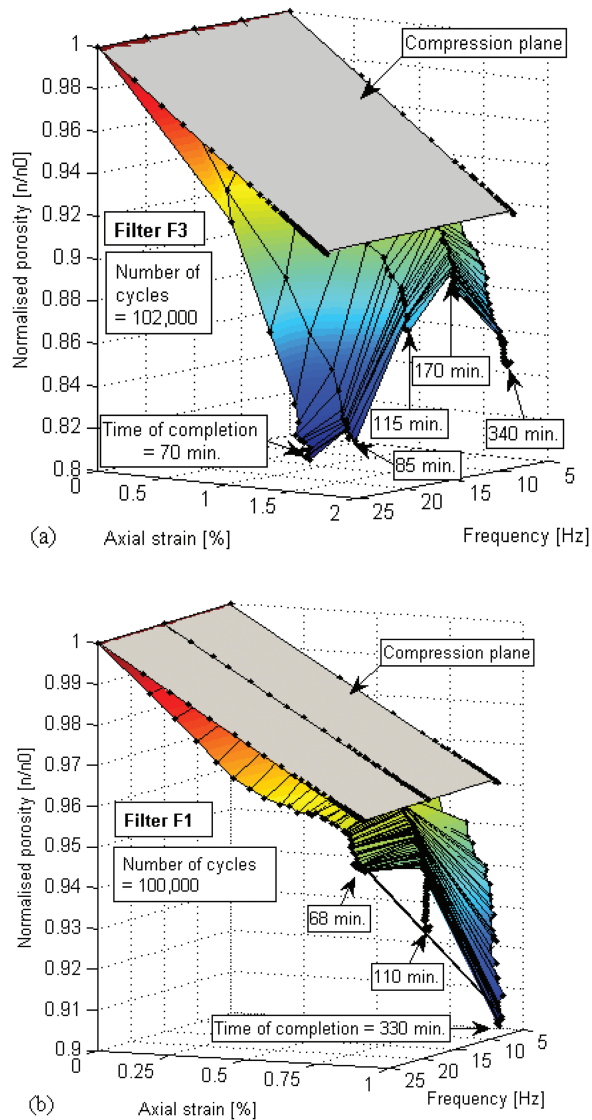 1
0.98
0.96
0.94
0.92
0.9
0.88
0.86
0.84
0.82
0.8
Normalised porosity [n/n0]
Compression plane
Filter F3
Number of
cycles
= 102,000
Time of completion
= 70 min.
85 min.
115 min.
170 min.
340 min.
0
0.5
1
1.5
2
25
20
15
10
5
(a)
Axial strain [%]
Frequency [Hz]
1
0.99
0.98
0.97
0.96
0.95
0.94
0.93
0.92
0.91
0.9
Normalised porosity [n/n0]
Compression plane
Filter F1
Number of cycles
= 100,000
68 min.
110 min.
Time of completion = 330 min.
0
0.25
0.5
0.75
1
25
20
15
10
5
(b)
Axial strain [%]
Frequency [Hz]